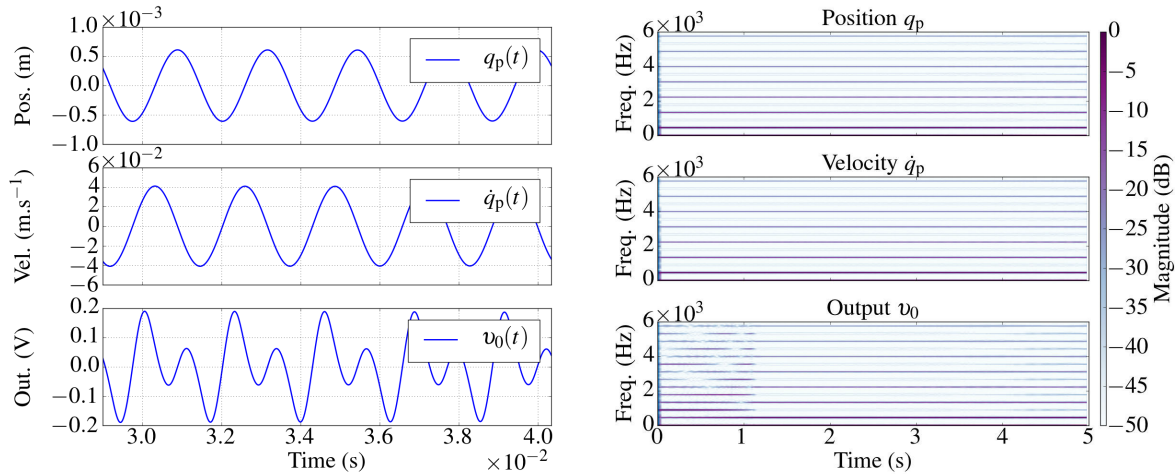 ×10⁻³
1.0
0.5
0.0
−0.5
−1.0
Pos. (m)
q_p(t)
×10⁻²
6
4
2
0
−2
−4
−6
Vel. (m.s⁻¹)
q̇_p(t)
0.2
0.1
0.0
−0.1
−0.2
Out. (V)
υ₀(t)
3.0 3.2 3.4 3.6 3.8 4.0
Time (s)
×10⁻²
Position q_p
6 ×10³
4
2
0
Freq. (Hz)
Velocity q̇_p
6 ×10³
4
2
0
Freq. (Hz)
Output υ₀
6 ×10³
4
2
0
Freq. (Hz)
0 1 2 3 4 5
Time (s)
0
−5
−10
−15
−20
−25
−30
−35
−40
−45
−50
Magnitude (dB)